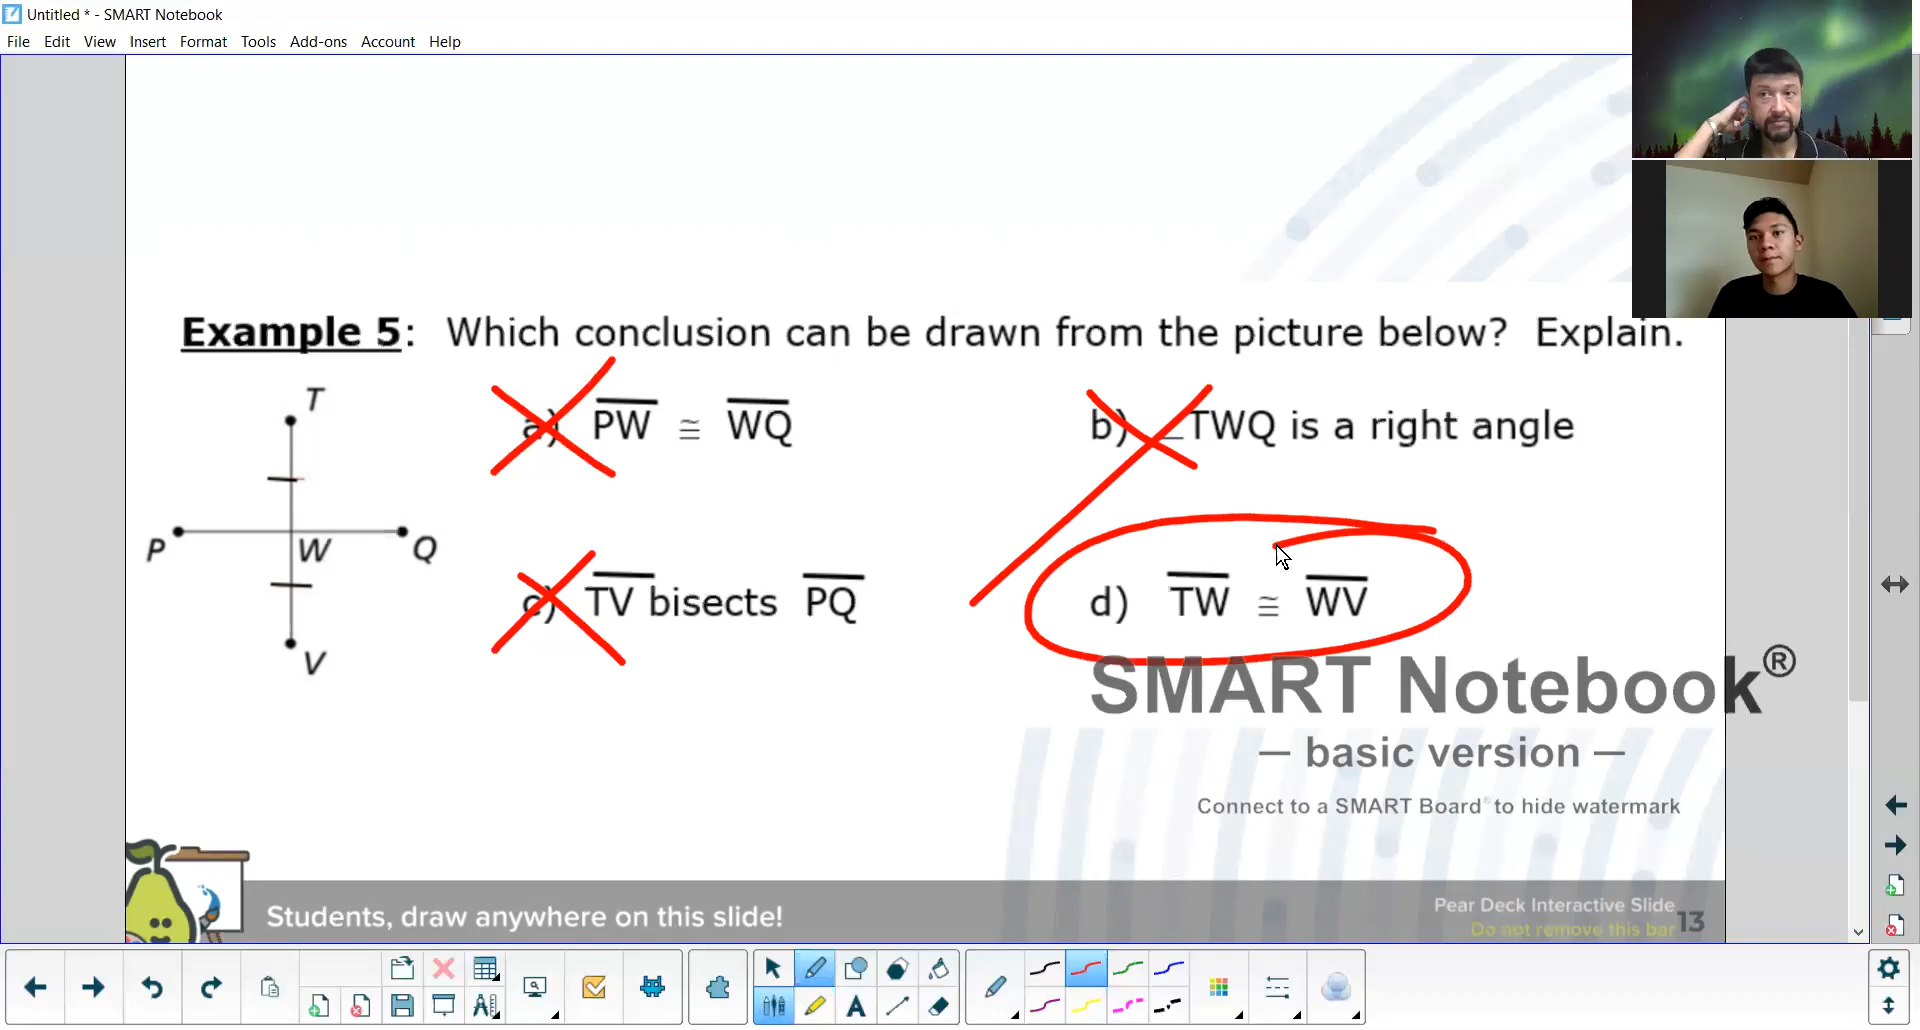 Untitled * - SMART Notebook
File Edit View Insert Format Tools Add-ons Account Help
Example 5: Which conclusion can be drawn from the picture below? Explain.
T
a) PW ≅ WQ
b) ∠TWQ is a right angle
P W Q
c) TV bisects PQ
d) TW ≅ WV
V
SMART Notebook®
— basic version —
Connect to a SMART Board® to hide watermark
Students, draw anywhere on this slide!
Pear Deck Interactive Slide
Do not remove this bar
13
A